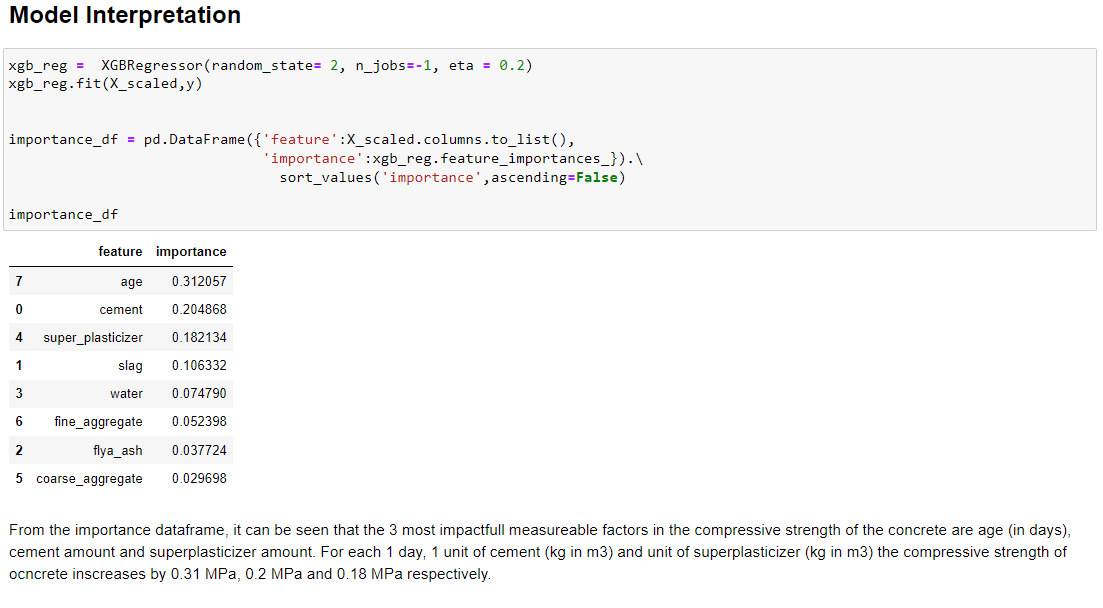 Model Interpretation
xgb_reg =  XGBRegressor(random_state= 2, n_jobs=-1, eta = 0.2)
xgb_reg.fit(X_scaled,y)
importance_df = pd.DataFrame({'feature':X_scaled.columns.to_list(),
'importance':xgb_reg.feature_importances_}).\
sort_values('importance',ascending=False)
importance_df
feature importance
7 age 0.312057
0 cement 0.204868
4 super_plasticizer 0.182134
1 slag 0.106332
3 water 0.074790
6 fine_aggregate 0.052398
2 flya_ash 0.037724
5 coarse_aggregate 0.029698
From the importance dataframe, it can be seen that the 3 most impactfull measureable factors in the compressive strength of the concrete are age (in days),
cement amount and superplasticizer amount. For each 1 day, 1 unit of cement (kg in m3) and unit of superplasticizer (kg in m3) the compressive strength of
ocncrete inscreases by 0.31 MPa, 0.2 MPa and 0.18 MPa respectively.